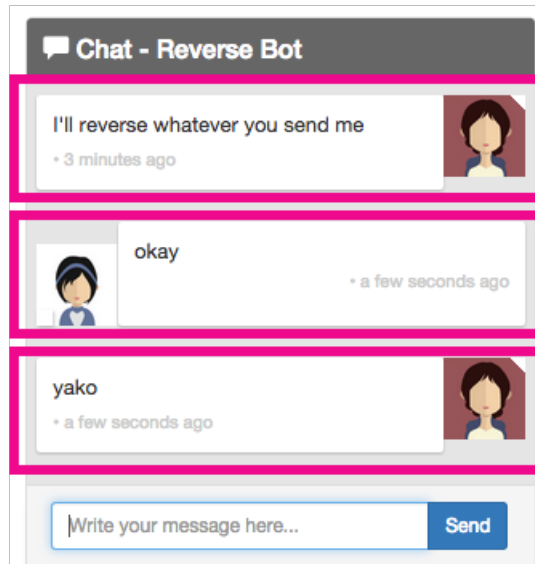 Chat - Reverse Bot
I'll reverse whatever you send me
• 3 minutes ago
okay
• a few seconds ago
yako
• a few seconds ago
Write your message here...
Send